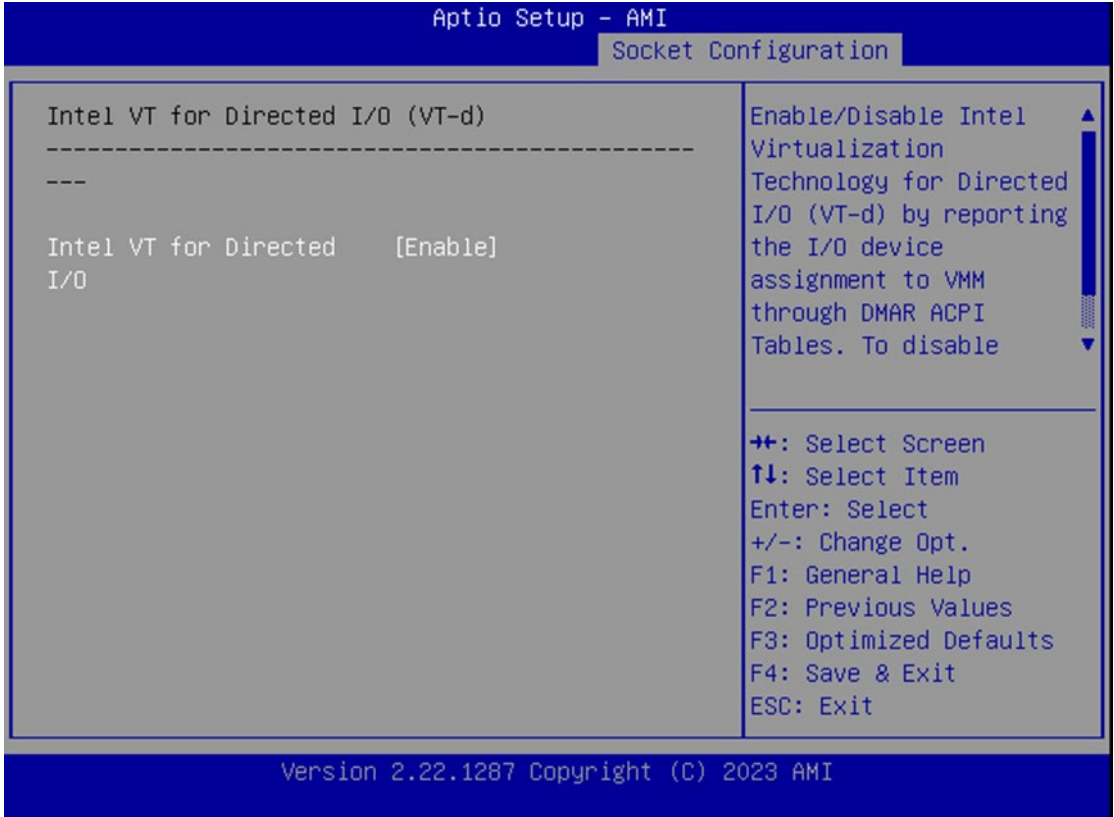 Aptio Setup – AMI
Socket Configuration
Intel VT for Directed I/O (VT-d)
-----------------------------------------------
---
Intel VT for Directed [Enable]
I/O
Enable/Disable Intel
Virtualization
Technology for Directed
I/O (VT-d) by reporting
the I/O device
assignment to VMM
through DMAR ACPI
Tables. To disable
→←: Select Screen
↑↓: Select Item
Enter: Select
+/-: Change Opt.
F1: General Help
F2: Previous Values
F3: Optimized Defaults
F4: Save & Exit
ESC: Exit
Version 2.22.1287 Copyright (C) 2023 AMI